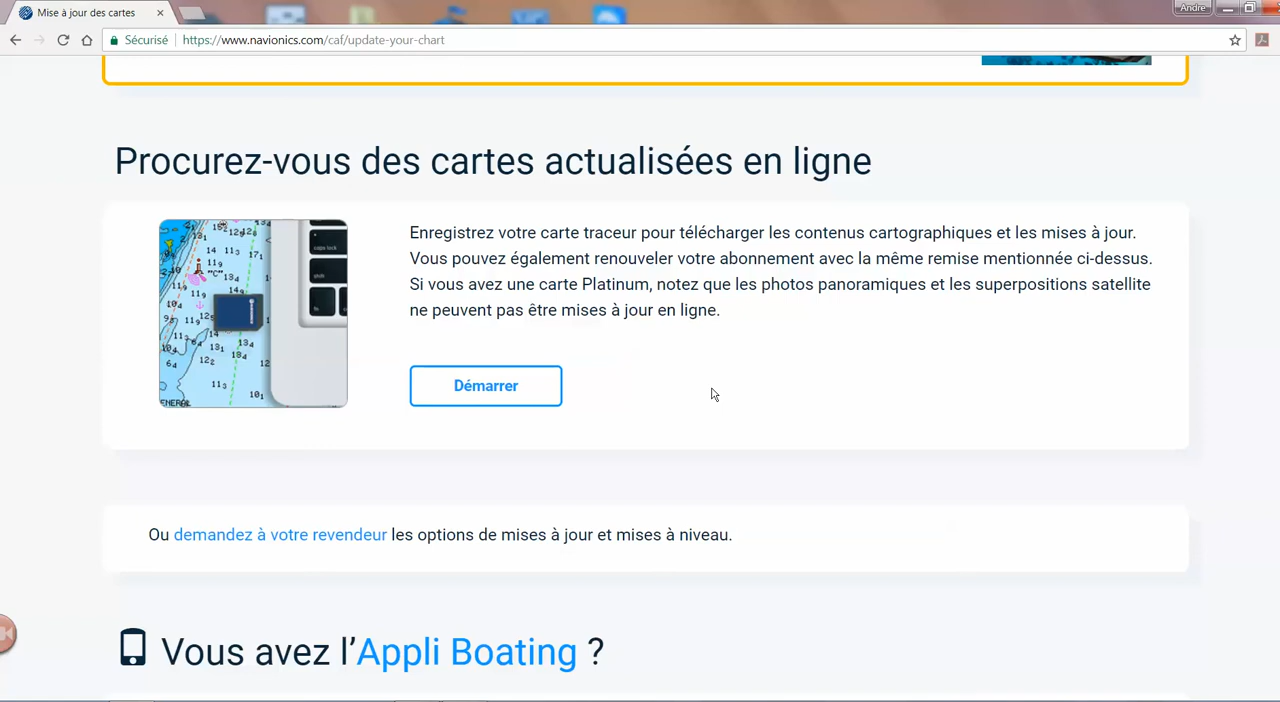 Mise à jour des cartes
Andre
Sécurisé https://www.navionics.com/caf/update-your-chart
Procurez-vous des cartes actualisées en ligne
Enregistrez votre carte traceur pour télécharger les contenus cartographiques et les mises à jour.
Vous pouvez également renouveler votre abonnement avec la même remise mentionnée ci-dessus.
Si vous avez une carte Platinum, notez que les photos panoramiques et les superpositions satellite
ne peuvent pas être mises à jour en ligne.
caps lock
shift
ENERAL
Démarrer
Ou demandez à votre revendeur les options de mises à jour et mises à niveau.
Vous avez l’Appli Boating ?